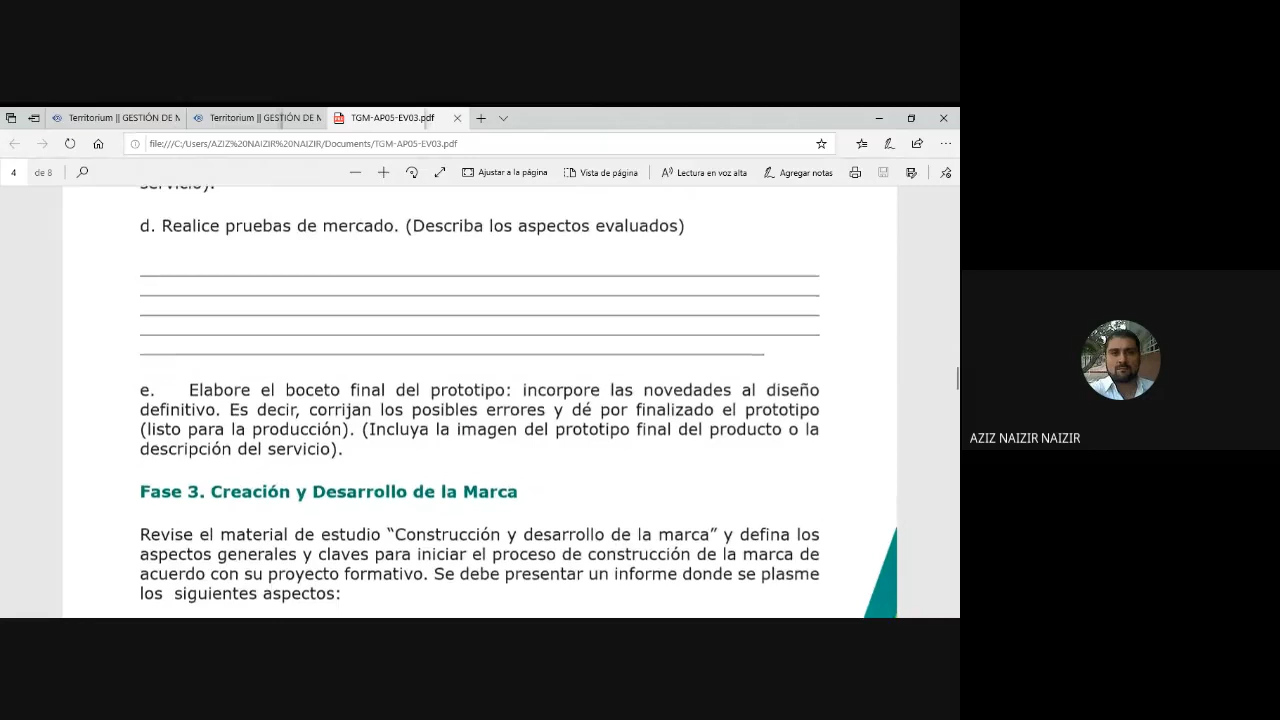 Territorium || GESTIÓN DE M
Territorium || GESTIÓN DE M
TGM-AP05-EV03.pdf
file:///C:/Users/AZIZ%20NAIZIR%20NAIZIR/Documents/TGM-AP05-EV03.pdf
4 de 8
Ajustar a la página
Vista de página
Lectura en voz alta
Agregar notas
servicio).
d. Realice pruebas de mercado. (Describa los aspectos evaluados)
e. Elabore el boceto final del prototipo: incorpore las novedades al diseño
definitivo. Es decir, corrijan los posibles errores y dé por finalizado el prototipo
(listo para la producción). (Incluya la imagen del prototipo final del producto o la
descripción del servicio).
Fase 3. Creación y Desarrollo de la Marca
Revise el material de estudio “Construcción y desarrollo de la marca” y defina los
aspectos generales y claves para iniciar el proceso de construcción de la marca de
acuerdo con su proyecto formativo. Se debe presentar un informe donde se plasme
los siguientes aspectos:
AZIZ NAIZIR NAIZIR